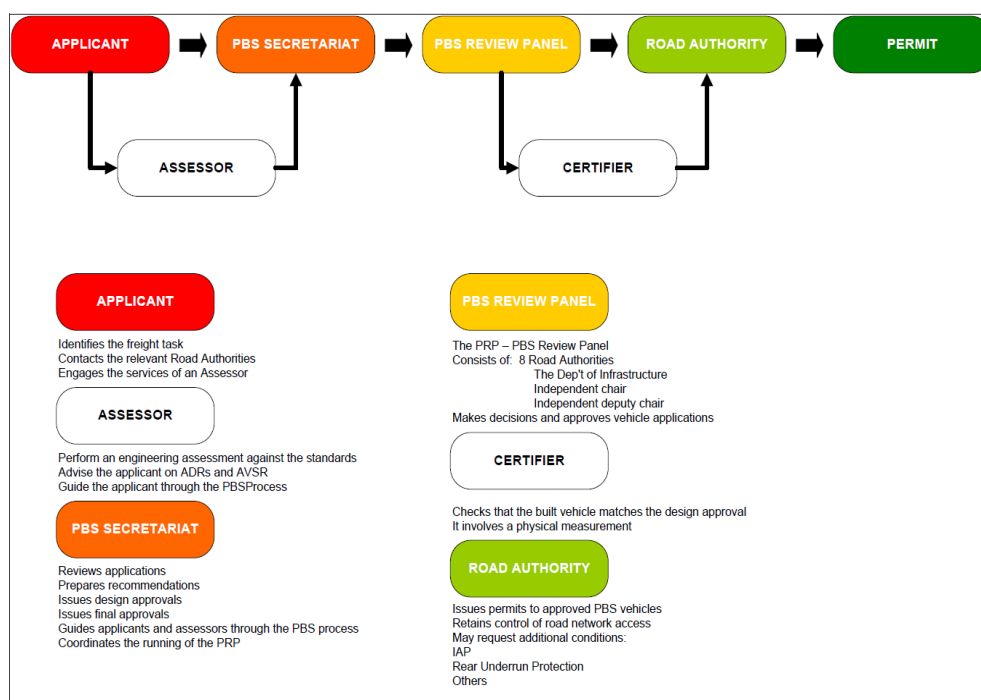 APPLICANT
PBS SECRETARIAT
PBS REVIEW PANEL
ROAD AUTHORITY
PERMIT
ASSESSOR
CERTIFIER
APPLICANT
Identifies the freight task
Contacts the relevant Road Authorities
Engages the services of an Assessor
ASSESSOR
Perform an engineering assessment against the standards
Advise the applicant on ADRs and AVSR
Guide the applicant through the PBSProcess
PBS SECRETARIAT
Reviews applications
Prepares recommendations
Issues design approvals
Issues final approvals
Guides applicants and assessors through the PBS process
Coordinates the running of the PRP
PBS REVIEW PANEL
The PRP – PBS Review Panel
Consists of: 8 Road Authorities
The Dep't of Infrastructure
Independent chair
Independent deputy chair
Makes decisions and approves vehicle applications
CERTIFIER
Checks that the built vehicle matches the design approval
It involves a physical measurement
ROAD AUTHORITY
Issues permits to approved PBS vehicles
Retains control of road network access
May request additional conditions:
IAP
Rear Underrun Protection
Others